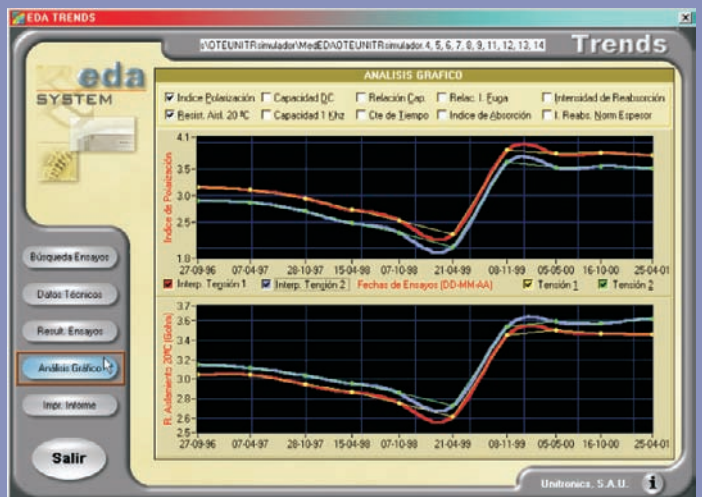 EDA TRENDS
\OTEUNITRsimulador\MedEDAOTEUNITRsimulador.4, 5, 6, 7, 8, 9, 11, 12, 13, 14
Trends
eda
SYSTEM
ANALISIS GRAFICO
Indice Polarización Capacidad DC Relación Cap. Relac. I. Fuga Intensidad de Reabsorción
Resist. Aisl. 20 ºC Capacidad 1 Khz Cte de Tiempo Indice de Absorción I. Reabs. Norm Espesor
Indice de Polarización
4.1
3.5
3.0
2.5
1.8
27-09-96 07-04-97 28-10-97 15-04-98 07-10-98 21-04-99 08-11-99 05-05-00 16-10-00 25-04-01
Interp. Tensión 1 Interp. Tensión 2 Fechas de Ensayos (DD-MM-AA) Tensión 1 Tensión 2
R. Aislamiento 20ºC (Gohm)
3.7
3.6
3.4
3.2
3.0
2.8
2.6
2.5
27-09-96 07-04-97 28-10-97 15-04-98 07-10-98 21-04-99 08-11-99 05-05-00 16-10-00 25-04-01
Búsqueda Ensayos
Datos Técnicos
Result. Ensayos
Análisis Gráfico
Impr. Informe
Salir
Unitronics, S.A.U. i